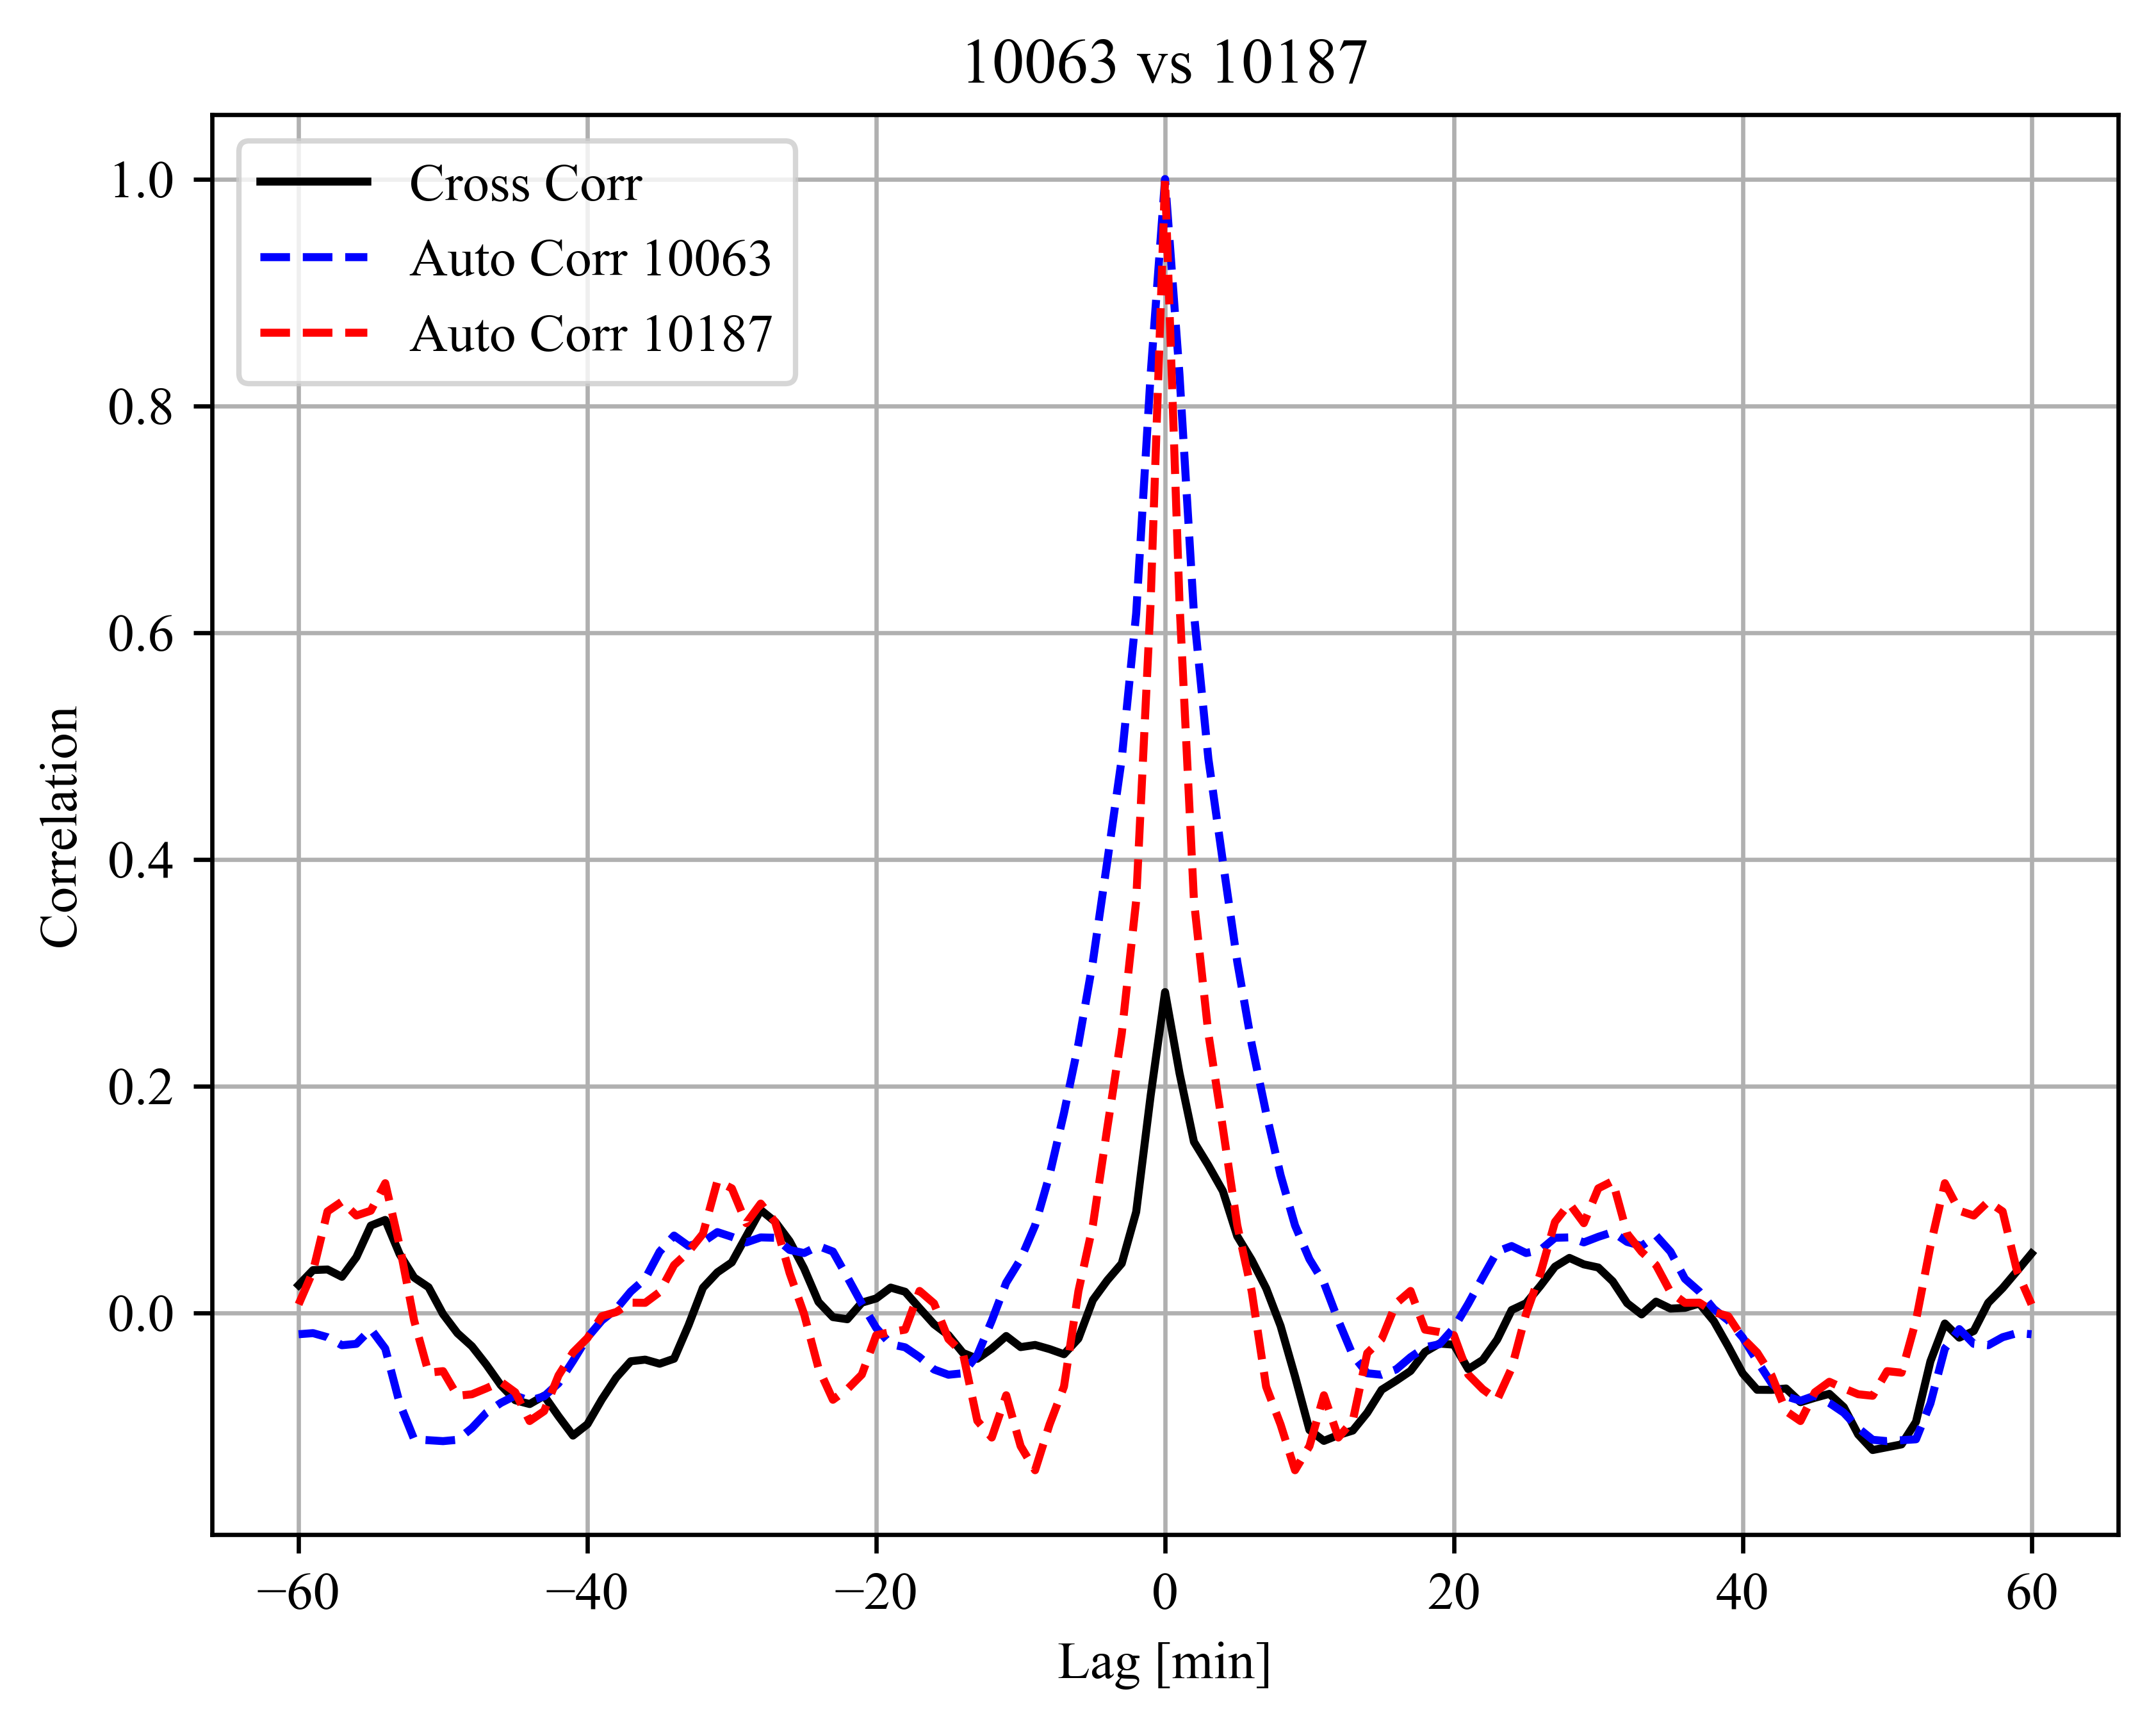 10063 vs 10187
Cross Corr
Auto Corr 10063
Auto Corr 10187
1.0
0.8
0.6
0.4
0.2
0.0
Correlation
−60
−40
−20
0
20
40
60
Lag [min]